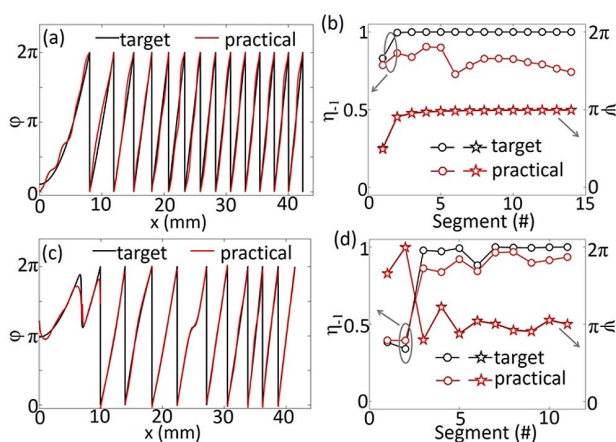 (a)
target practical
2π
π
0
φ
0 10 20 30 40
x (mm)
(b)
1
0.5
0
η-1
2π
π
0
ψ
target
practical
0 5 10 15
Segment (#)
(c)
target practical
2π
π
0
φ
0 10 20 30 40
x (mm)
(d)
1
0.5
0
η-1
2π
π
0
ψ
target
practical
0 5 10
Segment (#)